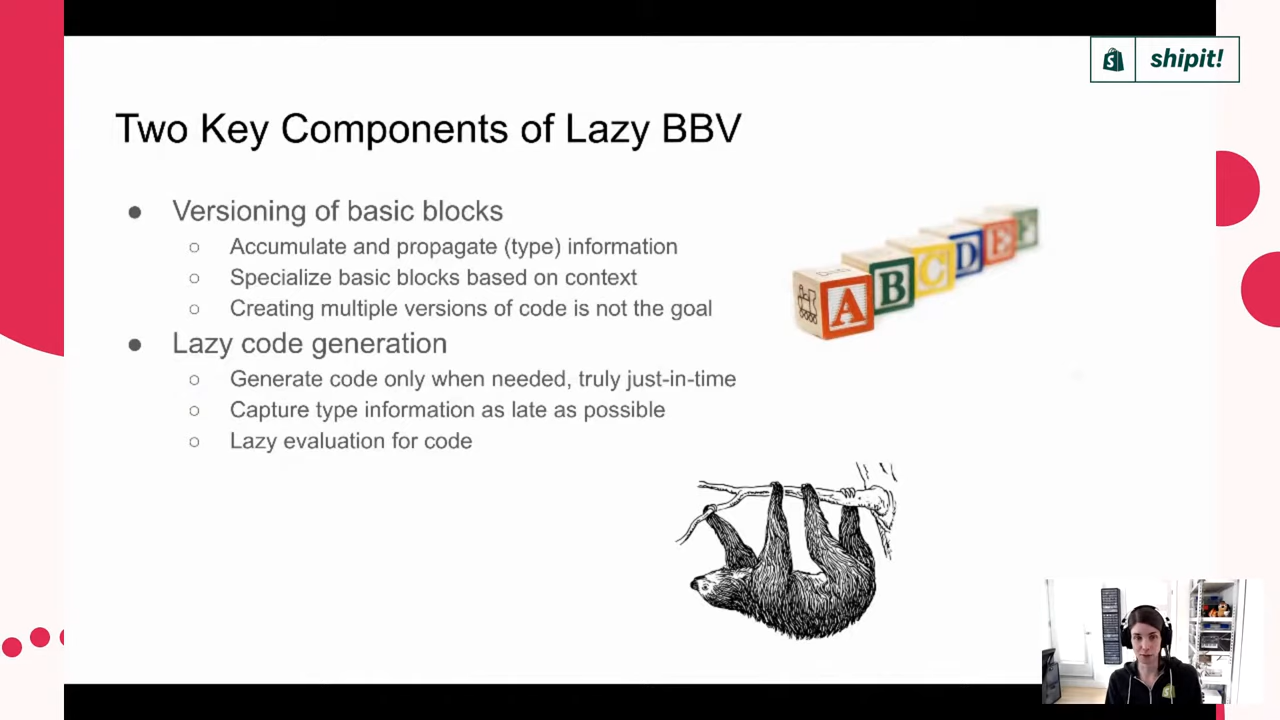 shipit!
Two Key Components of Lazy BBV
● Versioning of basic blocks
○ Accumulate and propagate (type) information
○ Specialize basic blocks based on context
○ Creating multiple versions of code is not the goal
● Lazy code generation
○ Generate code only when needed, truly just-in-time
○ Capture type information as late as possible
○ Lazy evaluation for code
A B C D E F